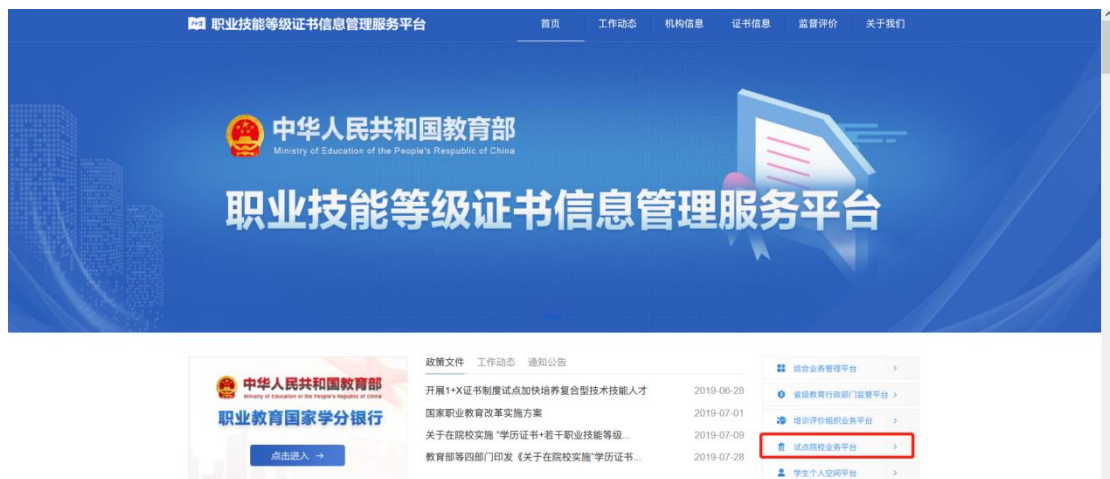 职业技能等级证书信息管理服务平台 首页 工作动态 机构信息 证书信息 监督评价 关于我们
中华人民共和国教育部
Ministry of Education of the People's Respublic of China
职业技能等级证书信息管理服务平台
中华人民共和国教育部
Ministry of Education of the People's Republic of China
职业教育国家学分银行
点击进入 →
政策文件 工作动态 通知公告
开展1+X证书制度试点加快培养复合型技术技能人才 2019-06-28
国家职业教育改革实施方案 2019-07-01
关于在院校实施 "学历证书+若干职业技能等级... 2019-07-09
教育部等四部门印发《关于在院校实施"学历证书... 2019-07-28
综合业务管理平台 >
省级教育行政部门监管平台 >
培训评价组织业务平台 >
试点院校业务平台 >
学生个人空间平台 >